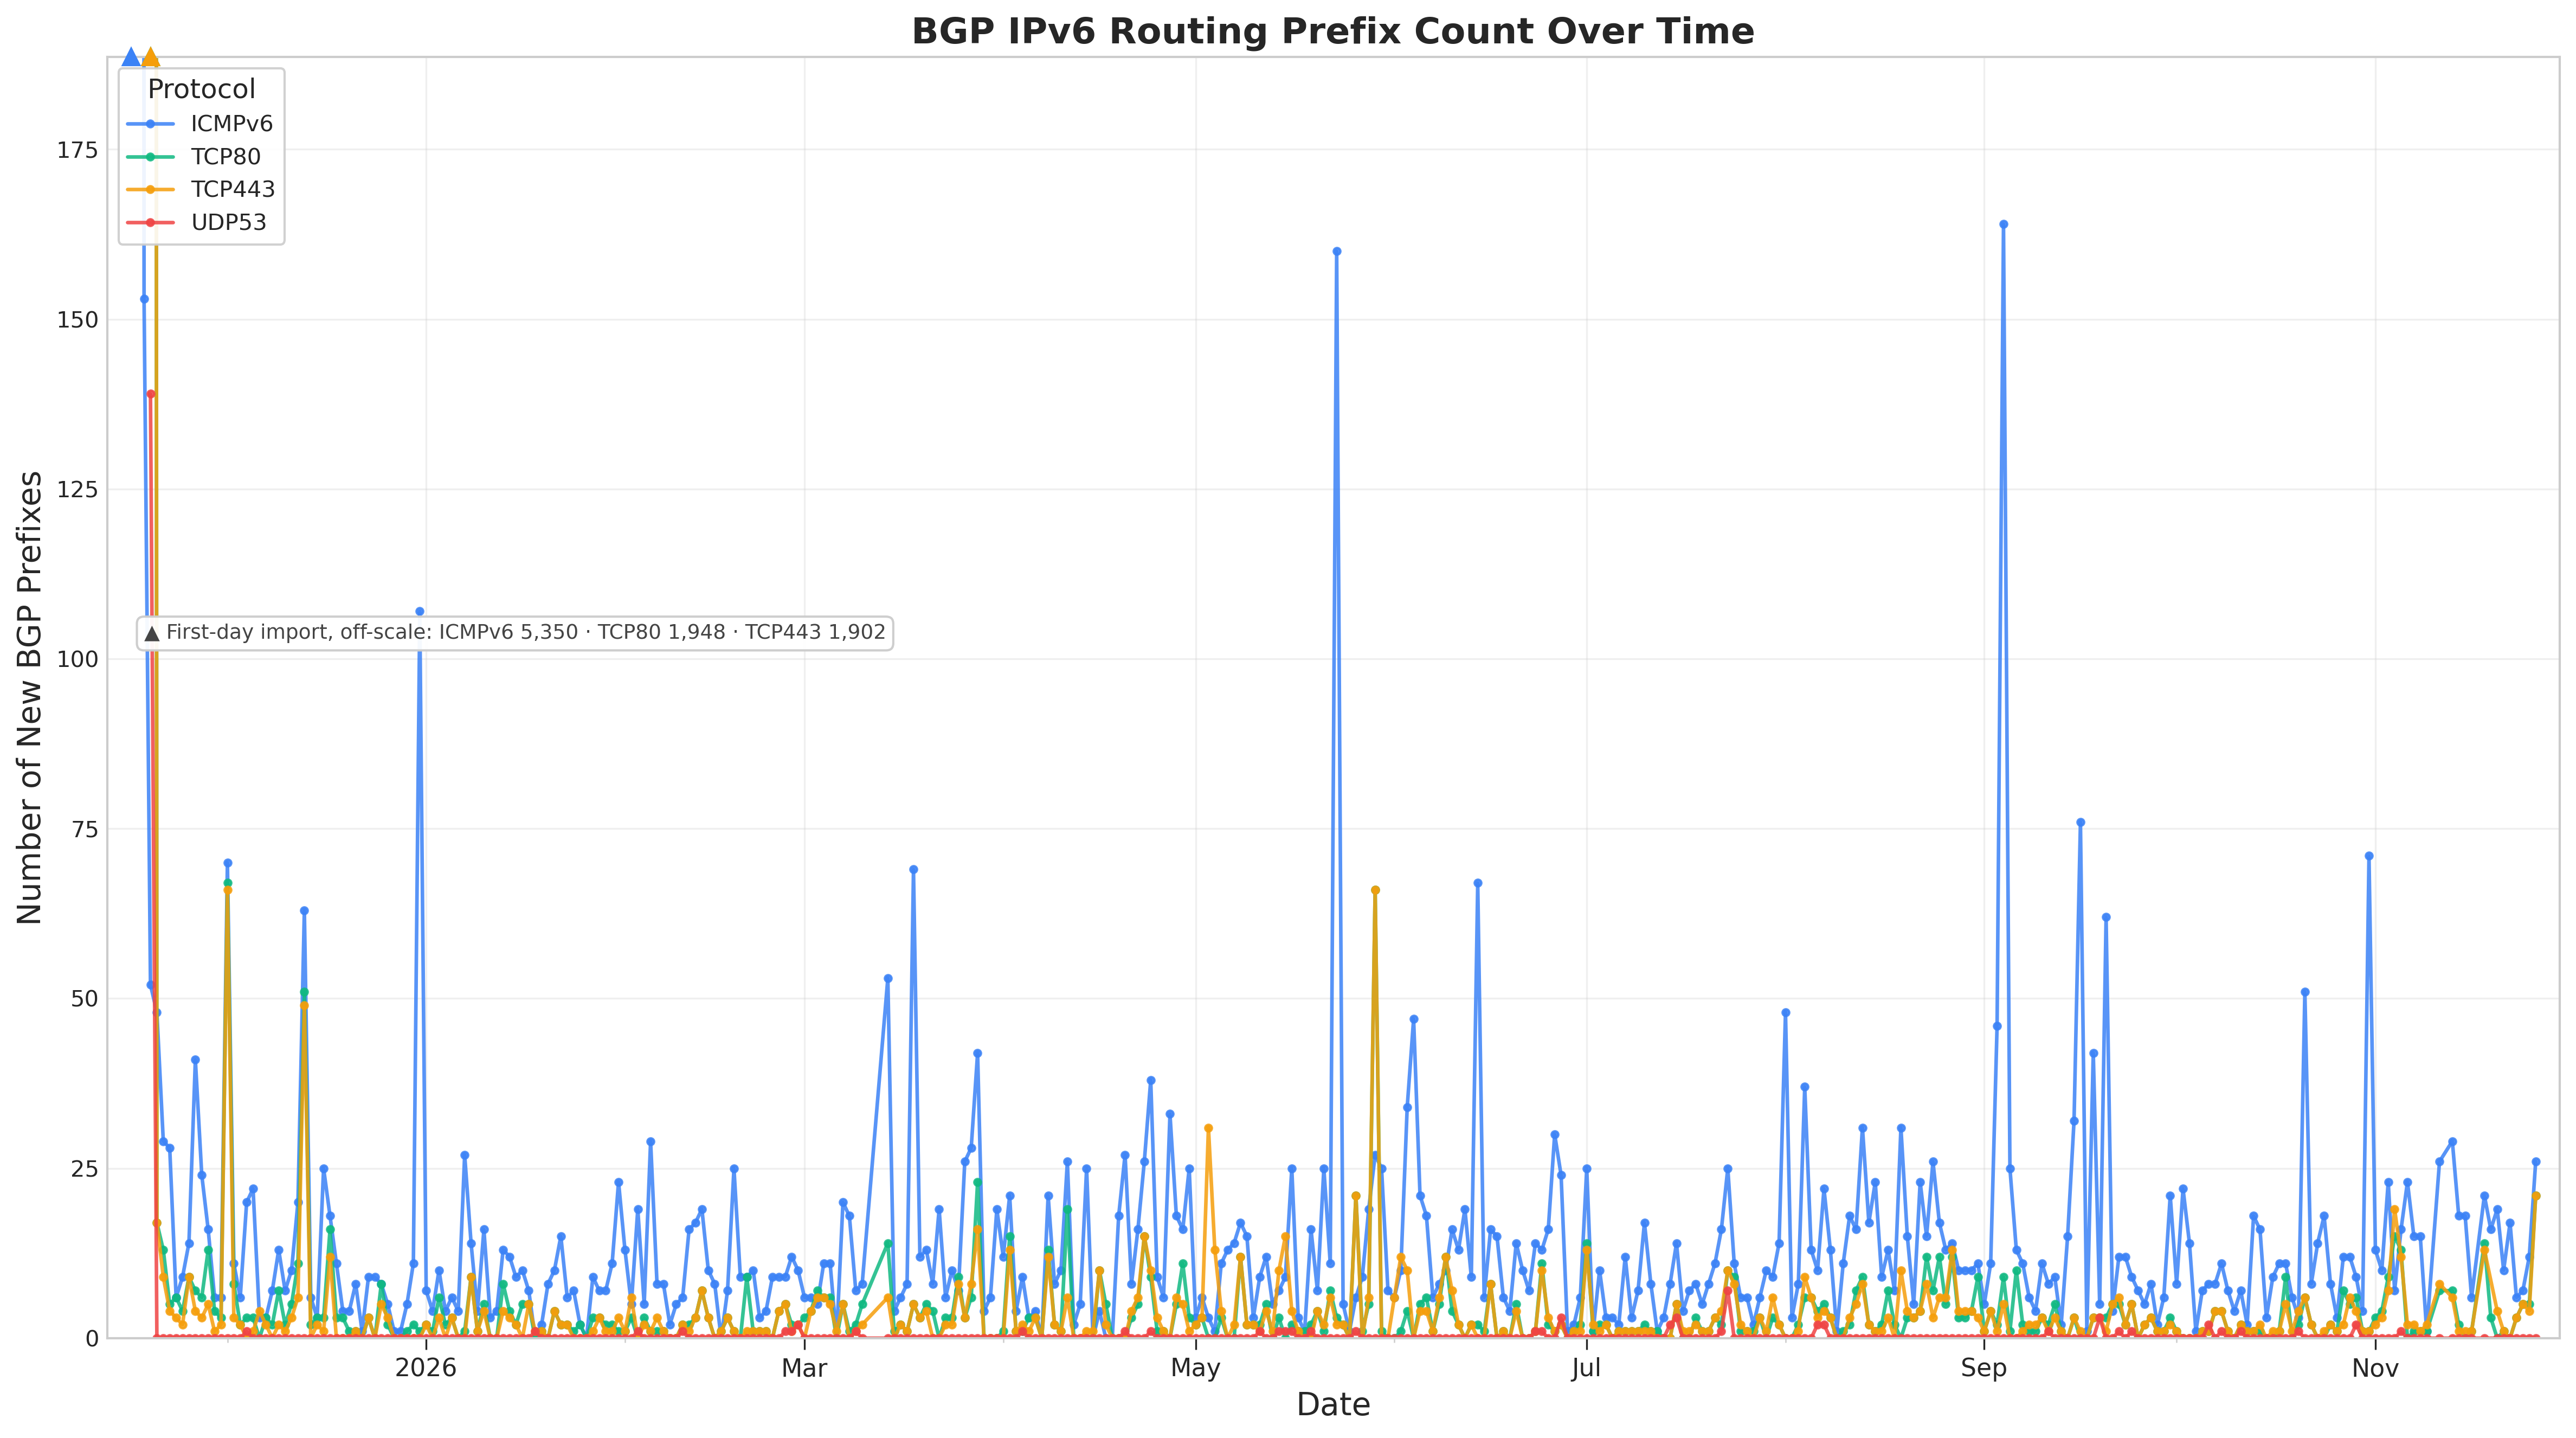 BGP IPv6 Routing Prefix Count Over Time
Protocol
ICMPv6
TCP80
TCP443
UDP53
▲ First-day import, off-scale: ICMPv6 5,350 · TCP80 1,948 · TCP443 1,902
Number of New BGP Prefixes
175
150
125
100
75
50
25
0
2026
Mar
May
Jul
Sep
Nov
Date